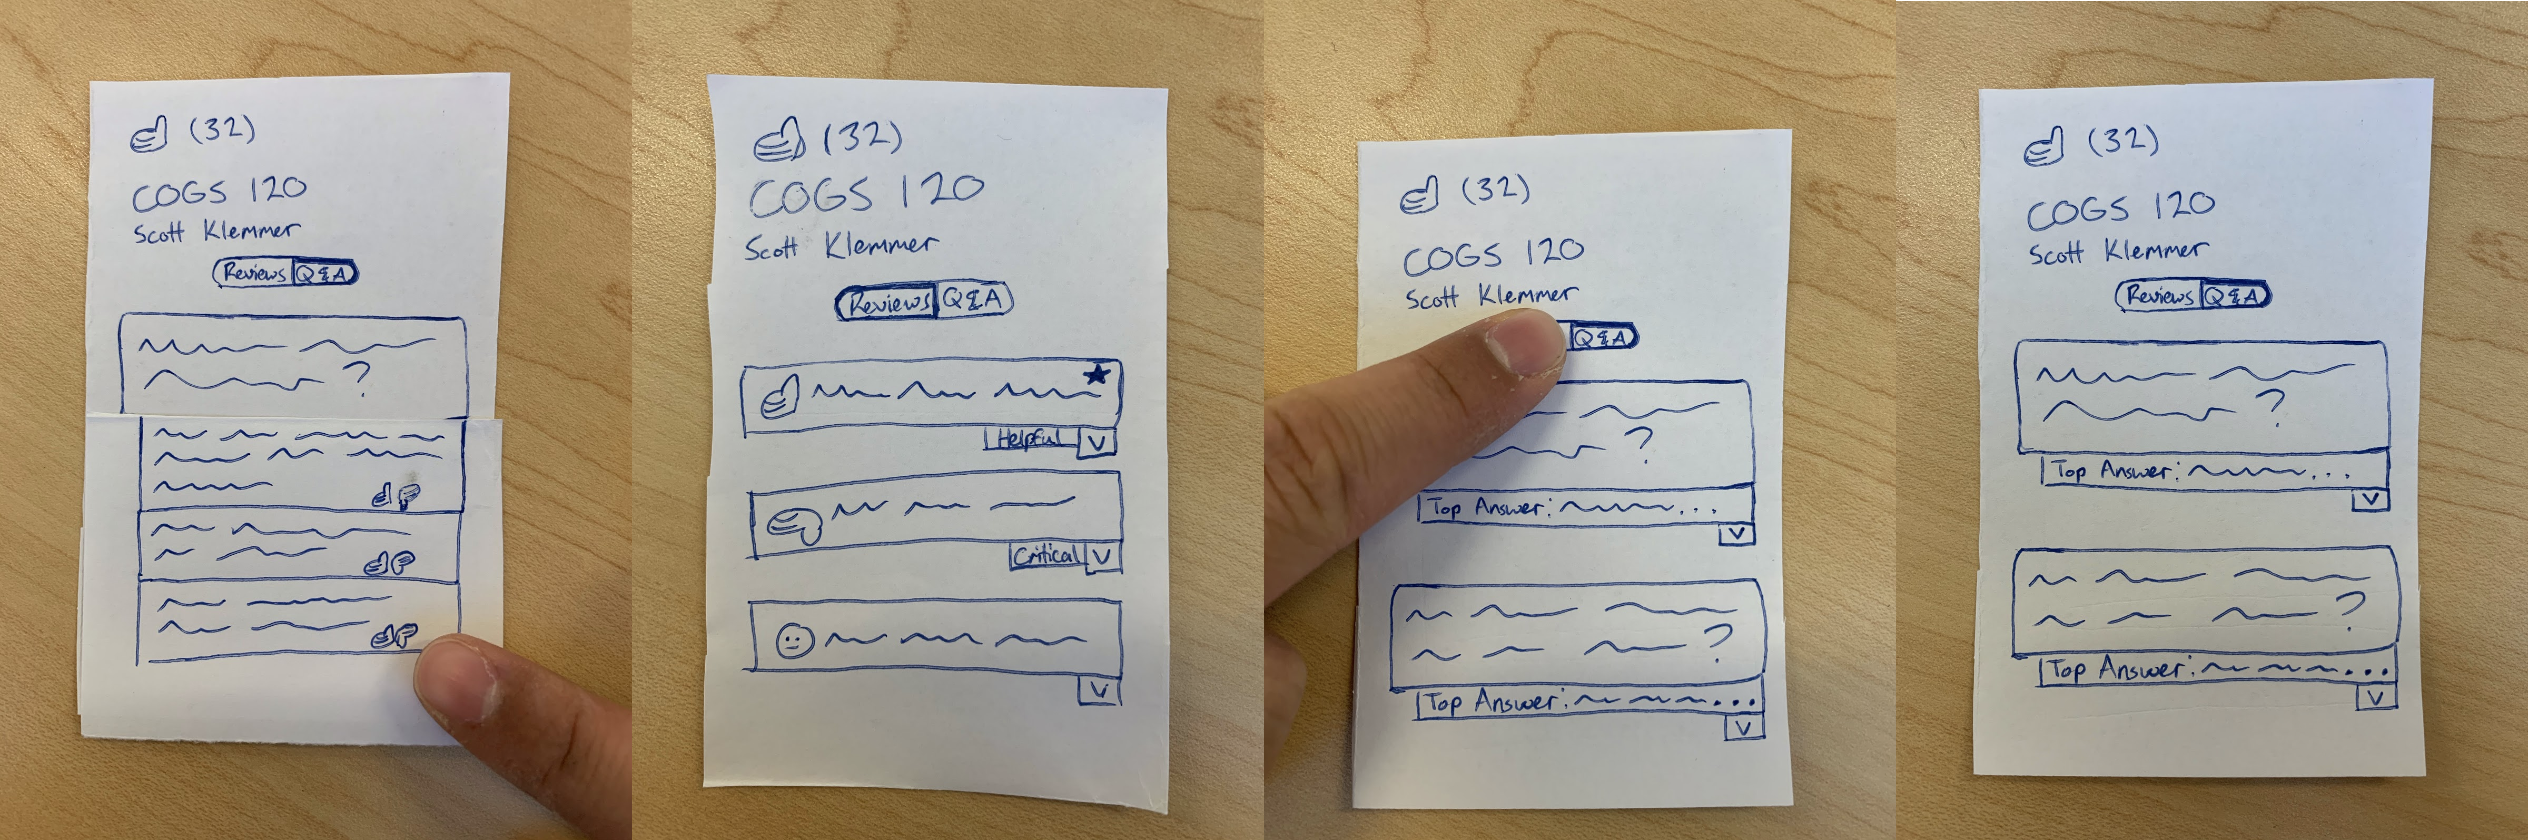 (32)
COGS 120
Scott Klemmer
Reviews Q&A
?
(32)
COGS 120
Scott Klemmer
Reviews Q&A
Helpful V
Critical V
V
(32)
COGS 120
Scott Klemmer
Q&A
?
Top Answer: ...
V
?
Top Answer: ...
V
(32)
COGS 120
Scott Klemmer
Reviews Q&A
?
Top Answer: ...
V
?
Top Answer: ...
V